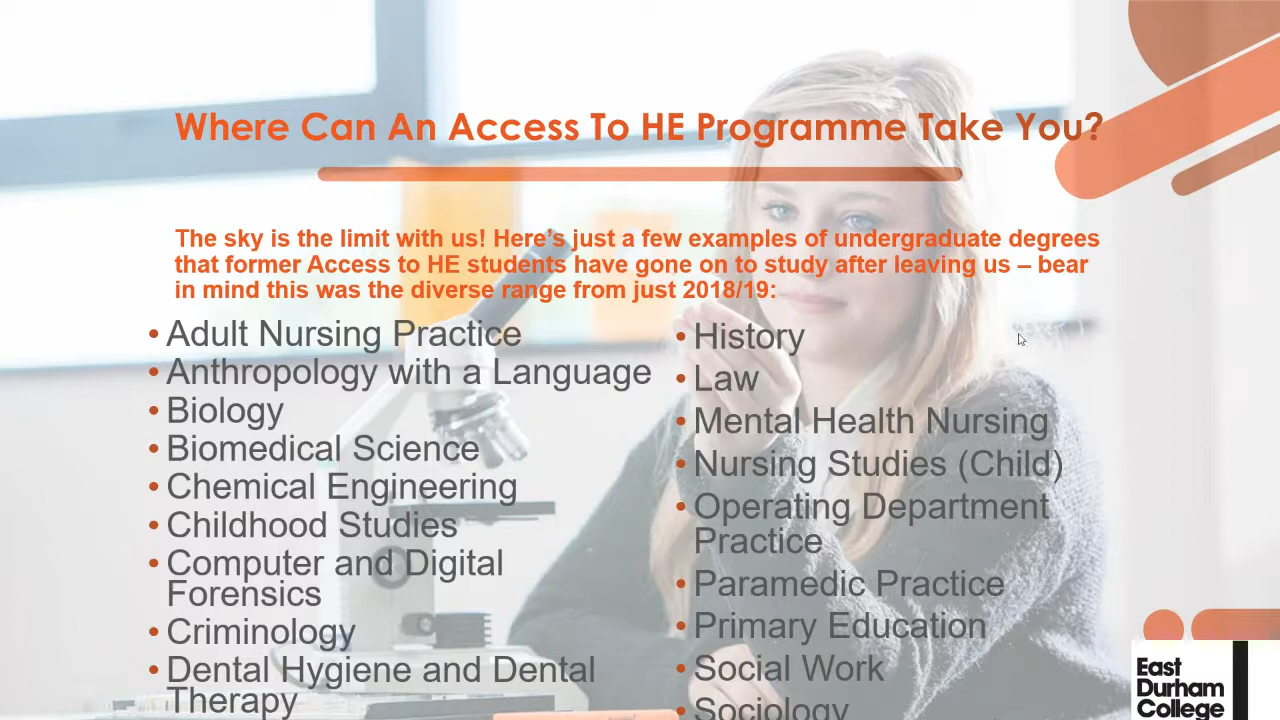 Where Can An Access To HE Programme Take You?
The sky is the limit with us! Here’s just a few examples of undergraduate degrees
that former Access to HE students have gone on to study after leaving us – bear
in mind this was the diverse range from just 2018/19:
• Adult Nursing Practice
• Anthropology with a Language
• Biology
• Biomedical Science
• Chemical Engineering
• Childhood Studies
• Computer and Digital
Forensics
• Criminology
• Dental Hygiene and Dental
Therapy
• History
• Law
• Mental Health Nursing
• Nursing Studies (Child)
• Operating Department
Practice
• Paramedic Practice
• Primary Education
• Social Work
• Sociology
East
Durham
College